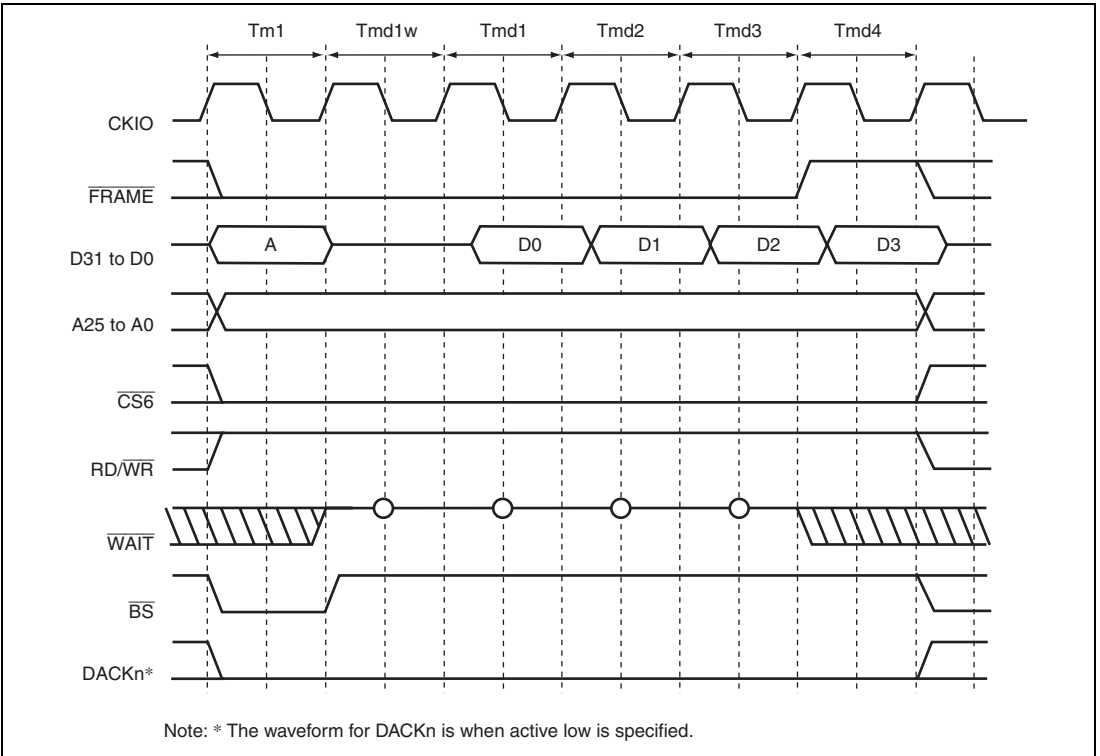 Tm1 Tmd1w Tmd1 Tmd2 Tmd3 Tmd4
CKIO
FRAME
D31 to D0 A D0 D1 D2 D3
A25 to A0
CS6
RD/WR
WAIT
BS
DACKn*
Note: * The waveform for DACKn is when active low is specified.